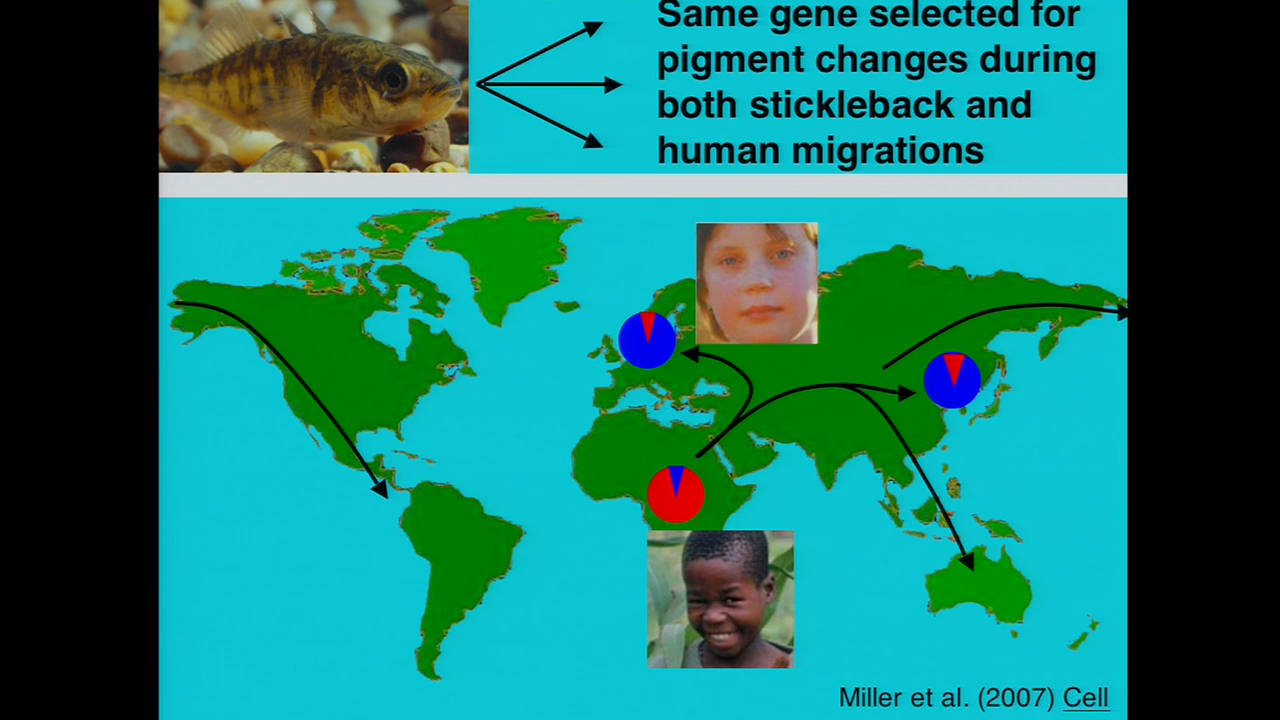 Same gene selected for
pigment changes during
both stickleback and
human migrations
Miller et al. (2007) Cell